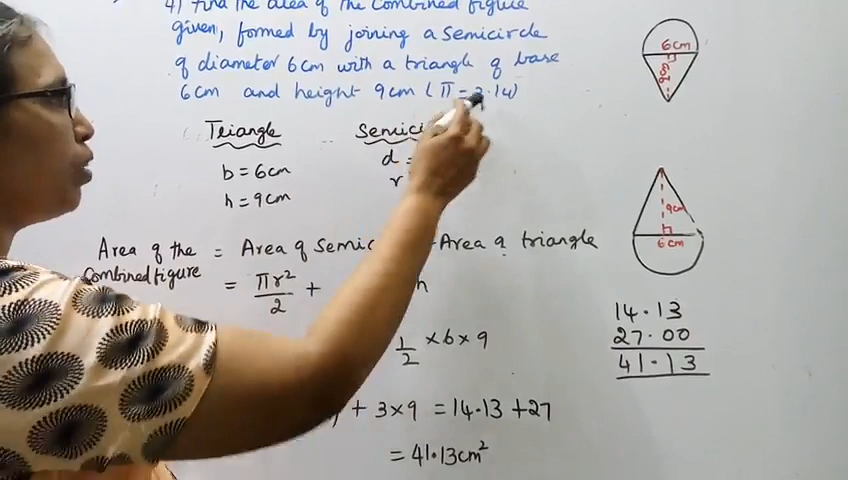 4) Find the area of the combined figure
given, formed by joining a semicircle
of diameter 6cm with a triangle of base
6cm and height 9cm (π = 3.14)
Triangle Semici
b = 6cm d =
h = 9cm r
Area of the = Area of Semic Area of triangle
combined figure
= πr²/2 + h
1/2 × 6 × 9
+ 3×9 = 14.13 + 27
= 41.13cm²
6cm
9cm
9cm
6cm
14.13
27.00
41.13